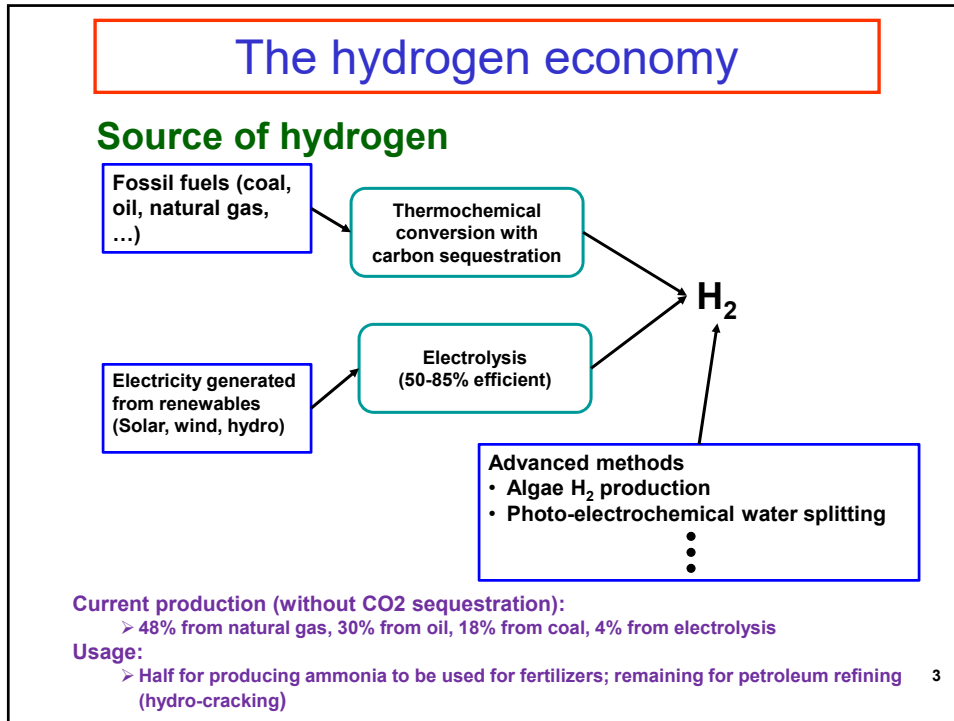 The hydrogen economy
Source of hydrogen
Fossil fuels (coal,
oil, natural gas,
…)
Thermochemical
conversion with
carbon sequestration
H₂
Electrolysis
(50-85% efficient)
Electricity generated
from renewables
(Solar, wind, hydro)
Advanced methods
• Algae H₂ production
• Photo-electrochemical water splitting
Current production (without CO2 sequestration):
➢ 48% from natural gas, 30% from oil, 18% from coal, 4% from electrolysis
Usage:
➢ Half for producing ammonia to be used for fertilizers; remaining for petroleum refining
(hydro-cracking)
3